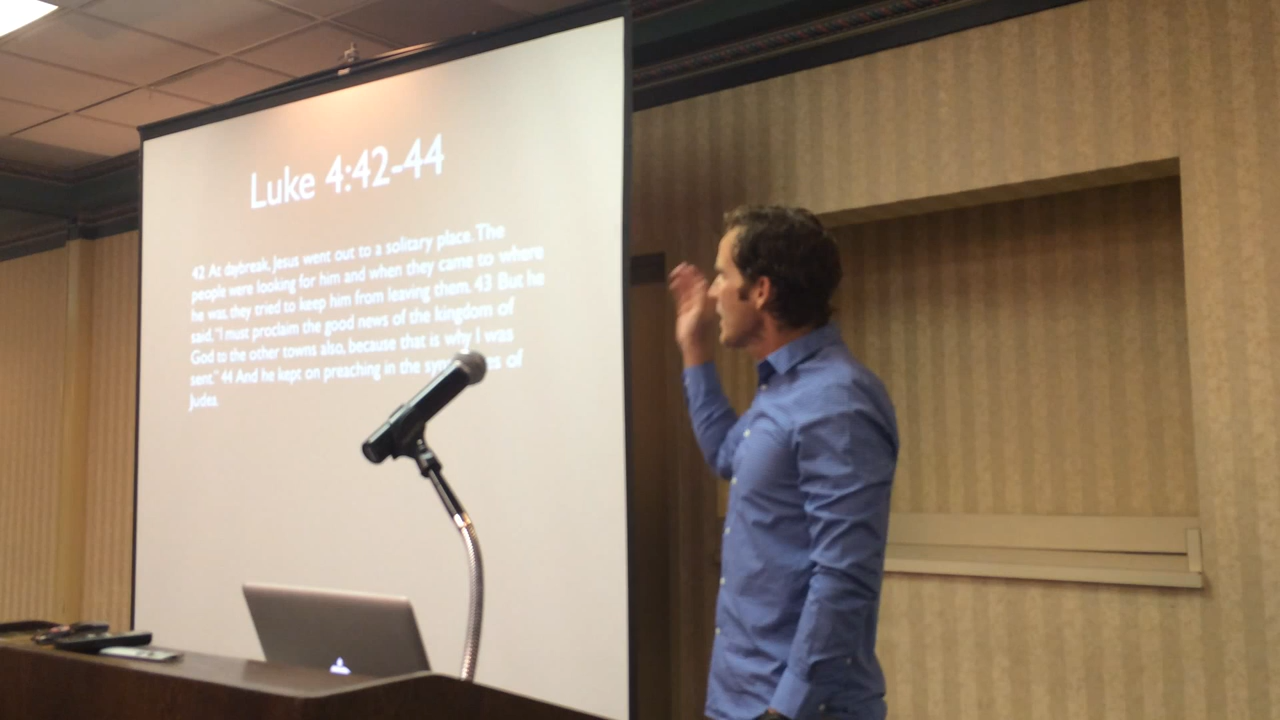 Luke 4:42-44
42 At daybreak, Jesus went out to a solitary place. The
people were looking for him and when they came to where
he was, they tried to keep him from leaving them. 43 But he
said, "I must proclaim the good news of the kingdom of
God to the other towns also, because that is why I was
sent." 44 And he kept on preaching in the of
Judea.